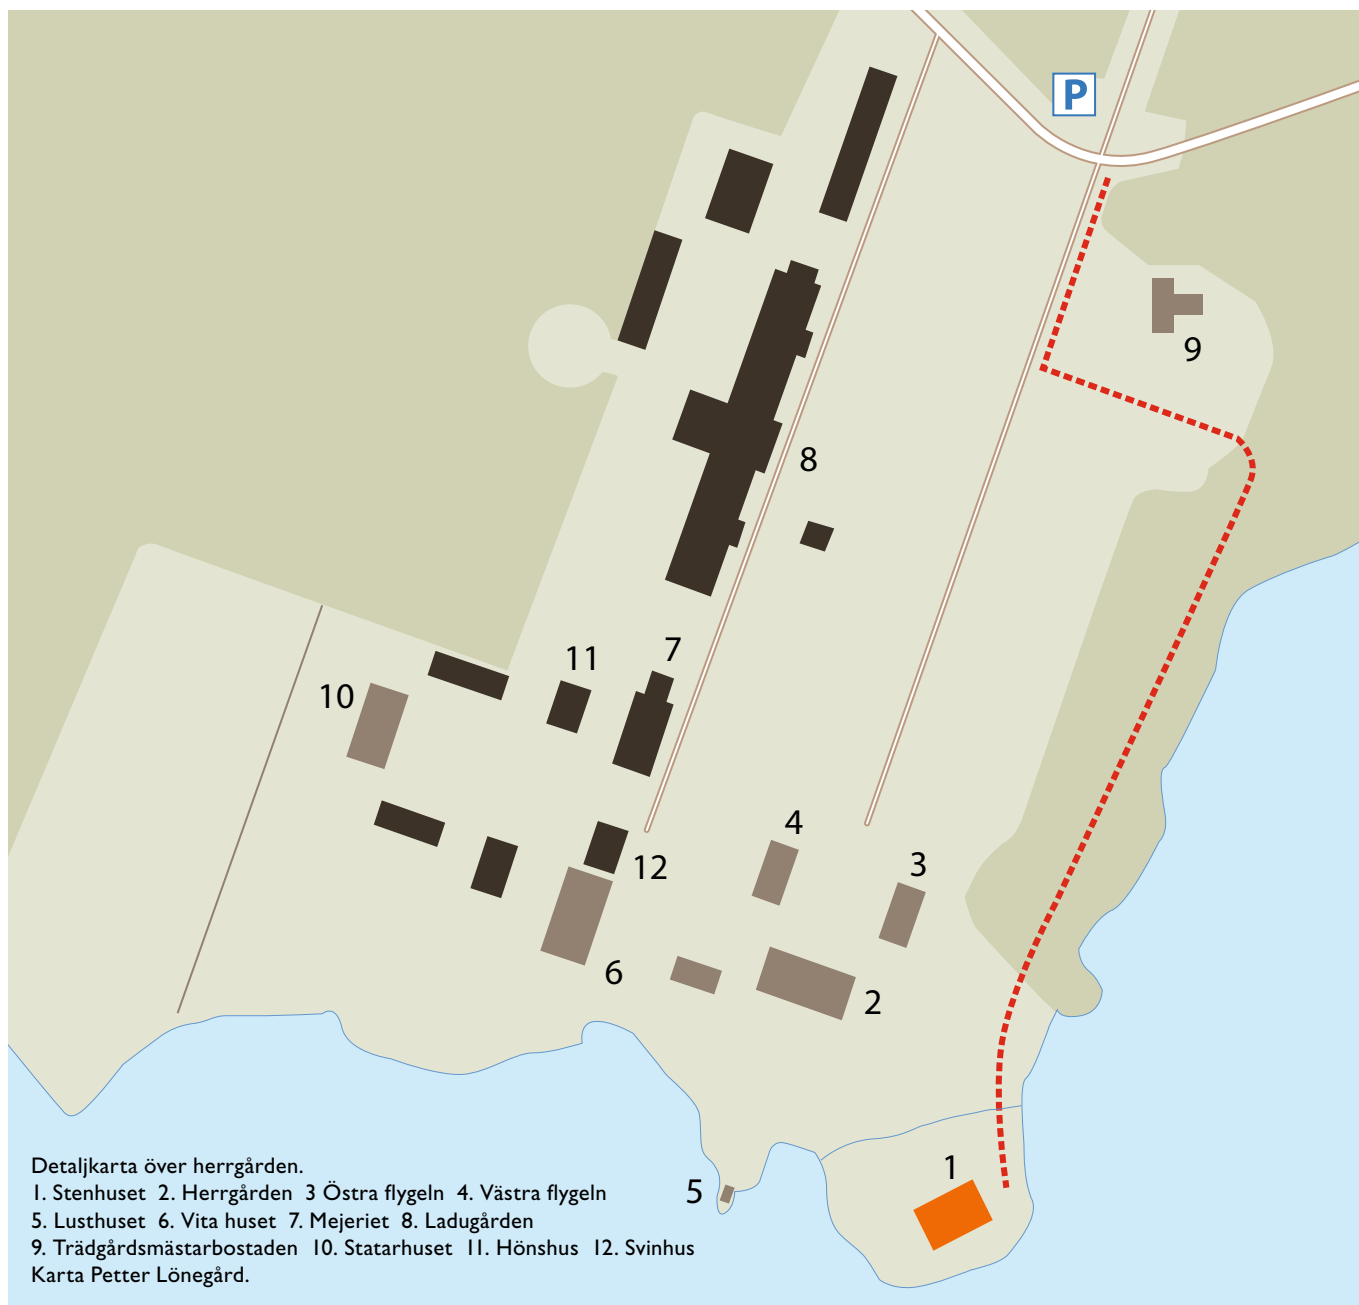 P
9
8
7
11
10
4
3
12
6
2
1
5
Detaljkarta över herrgården.
1. Stenhuset 2. Herrgården 3 Östra flygeln 4. Västra flygeln
5. Lusthuset 6. Vita huset 7. Mejeriet 8. Ladugården
9. Trädgårdsmästarbostaden 10. Statarhuset 11. Hönshus 12. Svinhus
Karta Petter Lönegård.